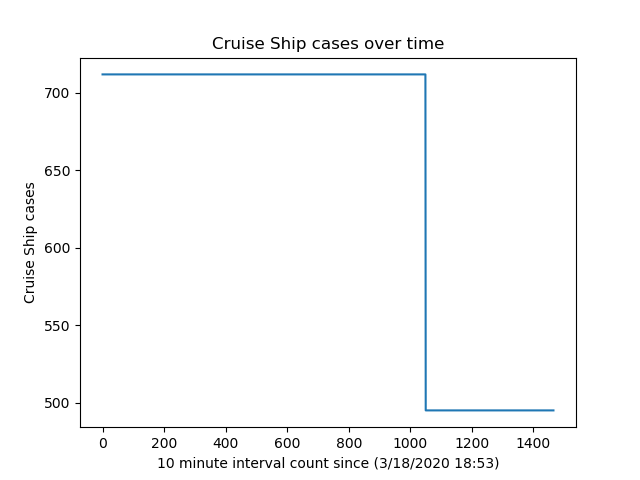 Cruise Ship cases over time
700
650
600
550
500
Cruise Ship cases
0 200 400 600 800 1000 1200 1400
10 minute interval count since (3/18/2020 18:53)